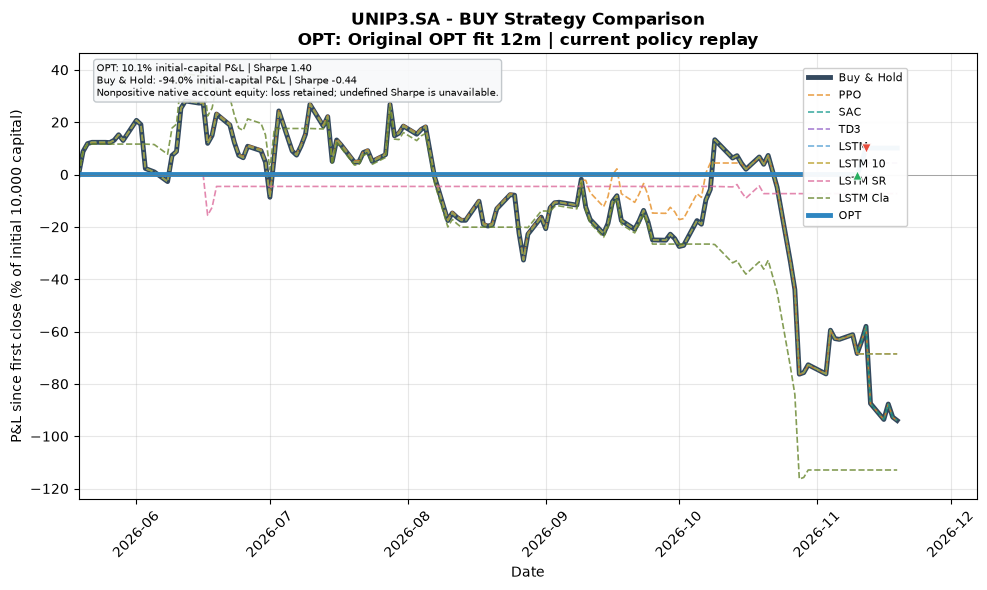 UNIP3.SA - BUY Strategy Comparison
OPT: Original OPT fit 12m | current policy replay
OPT: 10.1% initial-capital P&L | Sharpe 1.40
Buy & Hold: -94.0% initial-capital P&L | Sharpe -0.44
Nonpositive native account equity: loss retained; undefined Sharpe is unavailable.
Buy & Hold
PPO
SAC
TD3
LSTM
LSTM 10
LSTM SR
LSTM Cla
OPT
P&L since first close (% of initial 10,000 capital)
40
20
0
−20
−40
−60
−80
−100
−120
2026-06
2026-07
2026-08
2026-09
2026-10
2026-11
2026-12
Date